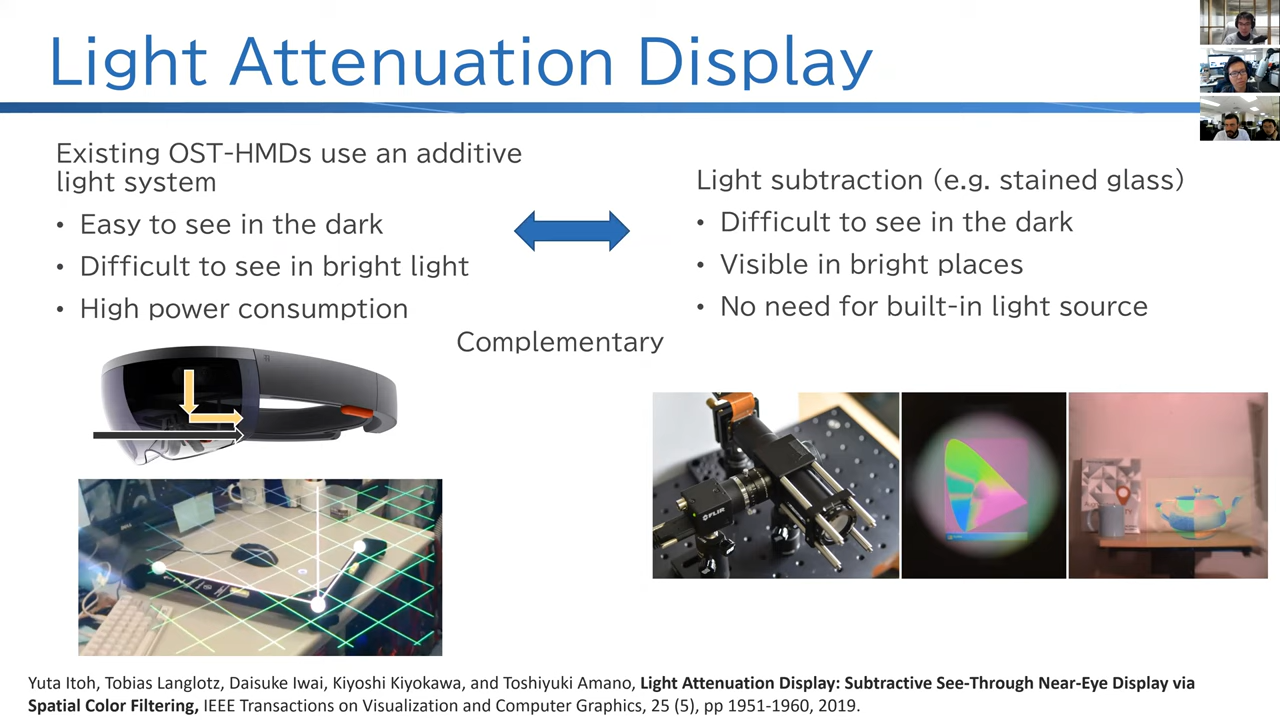 Light Attenuation Display
Existing OST-HMDs use an additive
light system
• Easy to see in the dark
• Difficult to see in bright light
• High power consumption
Light subtraction (e.g. stained glass)
• Difficult to see in the dark
• Visible in bright places
• No need for built-in light source
Complementary
FLIR
DELL
Yuta Itoh, Tobias Langlotz, Daisuke Iwai, Kiyoshi Kiyokawa, and Toshiyuki Amano, Light Attenuation Display: Subtractive See-Through Near-Eye Display via
Spatial Color Filtering, IEEE Transactions on Visualization and Computer Graphics, 25 (5), pp 1951-1960, 2019.